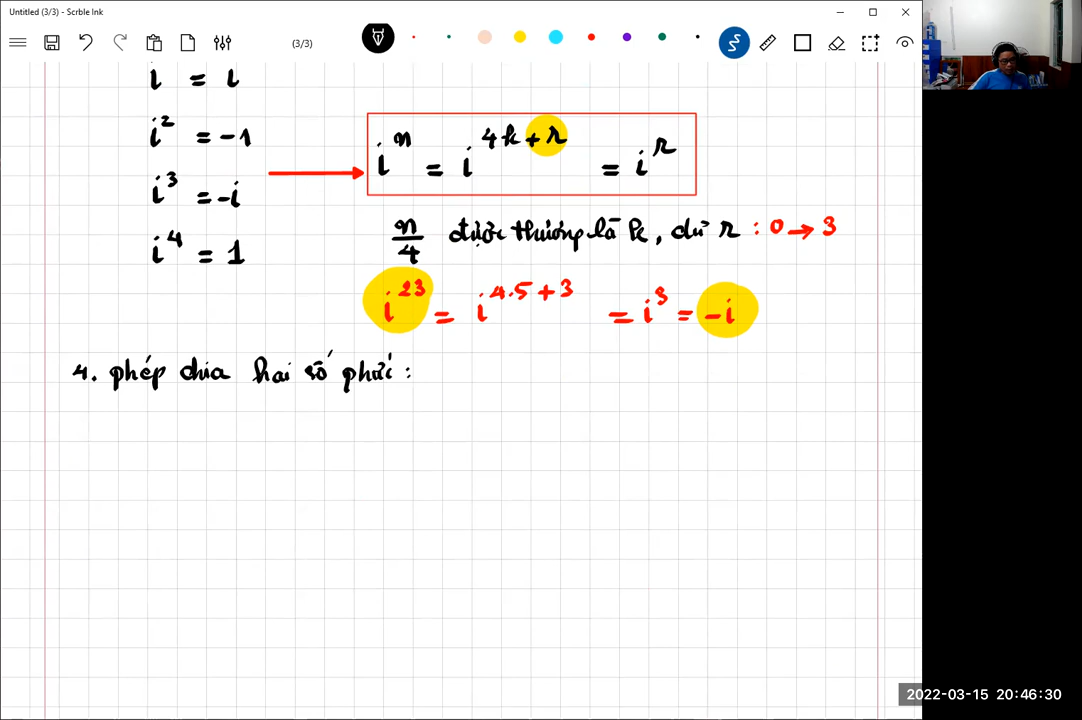 Untitled (3/3) - Scrble Ink
(3/3)
i = i
i² = -1
i³ = -i
i⁴ = 1
iⁿ = i^(4k+r) = i^r
n/4 được thương là k, dư r : 0 → 3
i²³ = i^(4.5+3) = i³ = -i
4. phép chia hai số phức :
2022-03-15 20:46:30